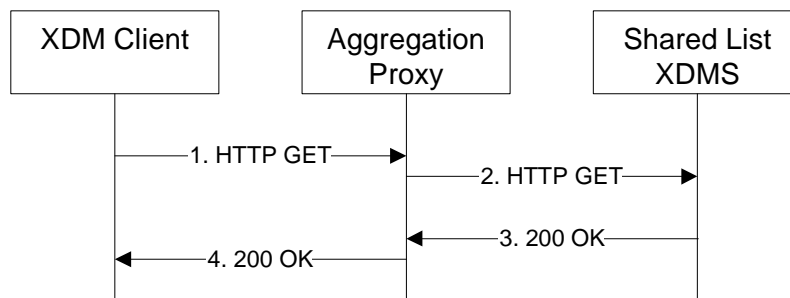 XDM Client
Aggregation
Proxy
Shared List
XDMS
1. HTTP GET
2. HTTP GET
3. 200 OK
4. 200 OK